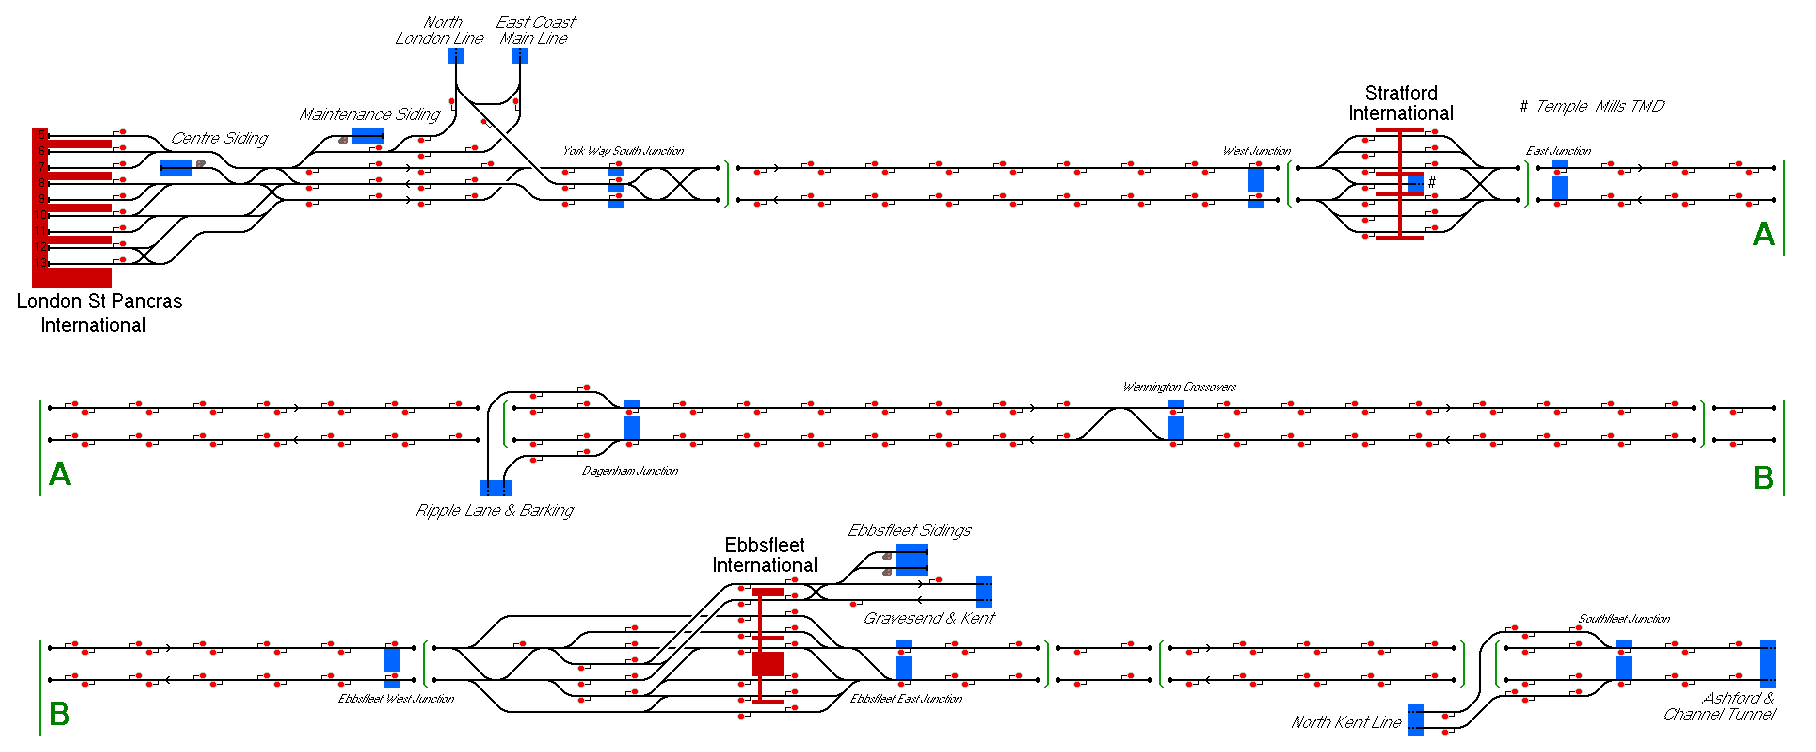 North
London Line
East Coast
Main Line
Maintenance Siding
Centre Siding
5
6
7
8
9
10
11
12
13
London St Pancras
International
York Way South Junction
West Junction
Stratford
International
#
# Temple Mills TMD
East Junction
A
A
Ripple Lane & Barking
Dagenham Junction
Wennington Crossovers
B
B
Ebbsfleet West Junction
Ebbsfleet
International
Ebbsfleet Sidings
Gravesend & Kent
Ebbsfleet East Junction
North Kent Line
Southfleet Junction
Ashford &
Channel Tunnel